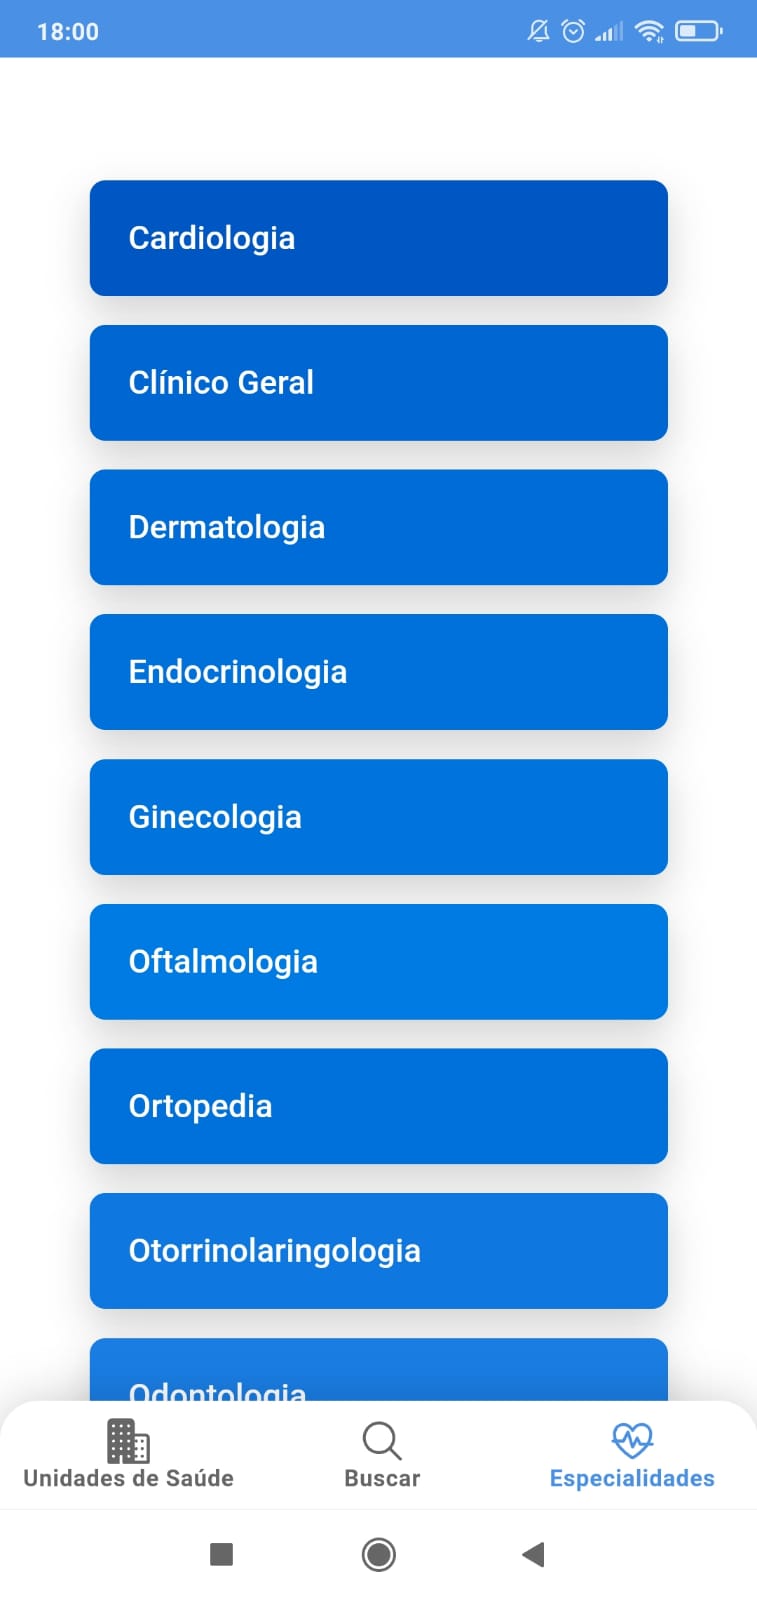 18:00
Cardiologia
Clínico Geral
Dermatologia
Endocrinologia
Ginecologia
Oftalmologia
Ortopedia
Otorrinolaringologia
Odontologia
Unidades de Saúde
Buscar
Especialidades